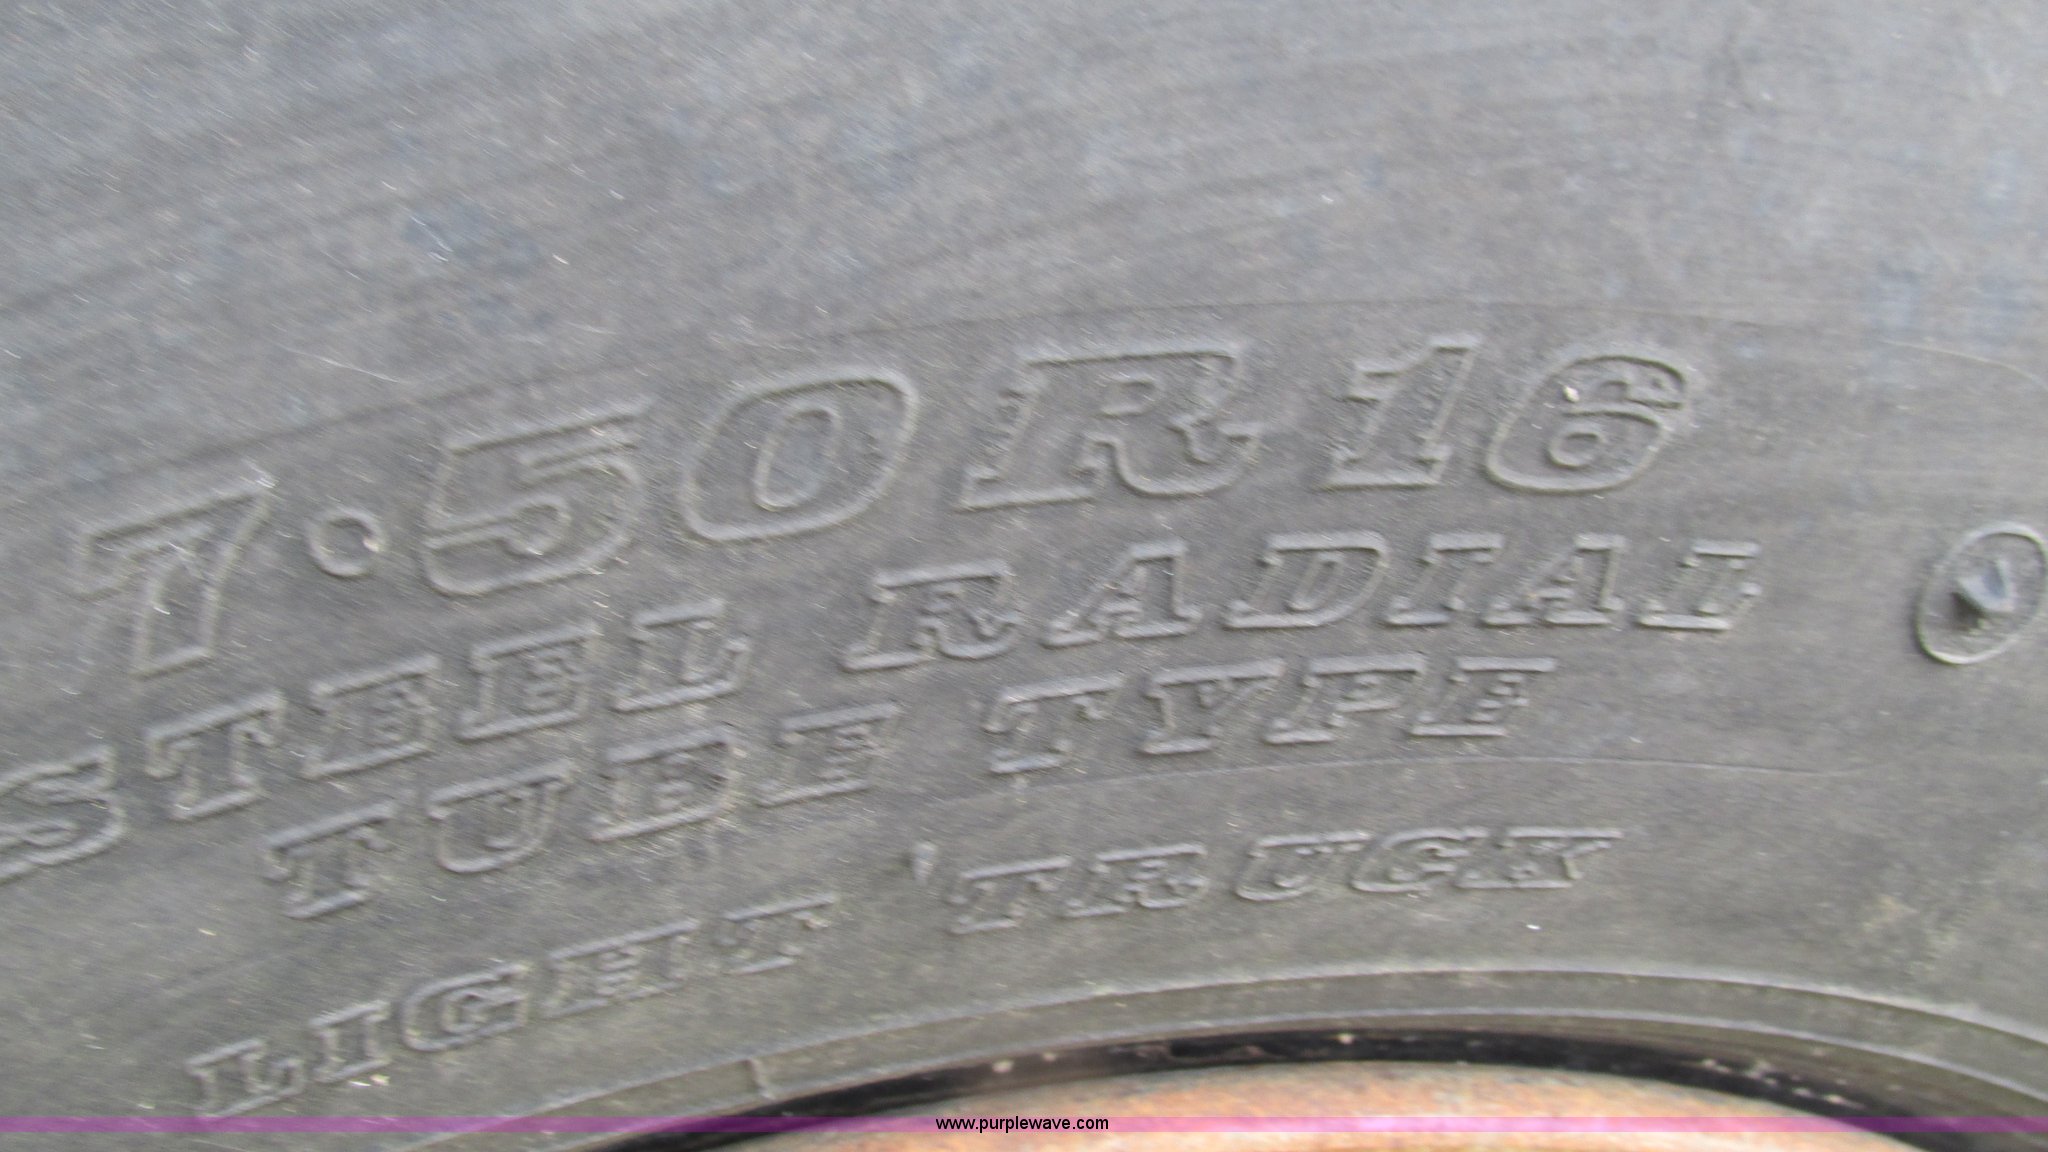 7·50R16
STEEL RADIAL
TUBE TYPE
LIGHT TRUCK
www.purplewave.com